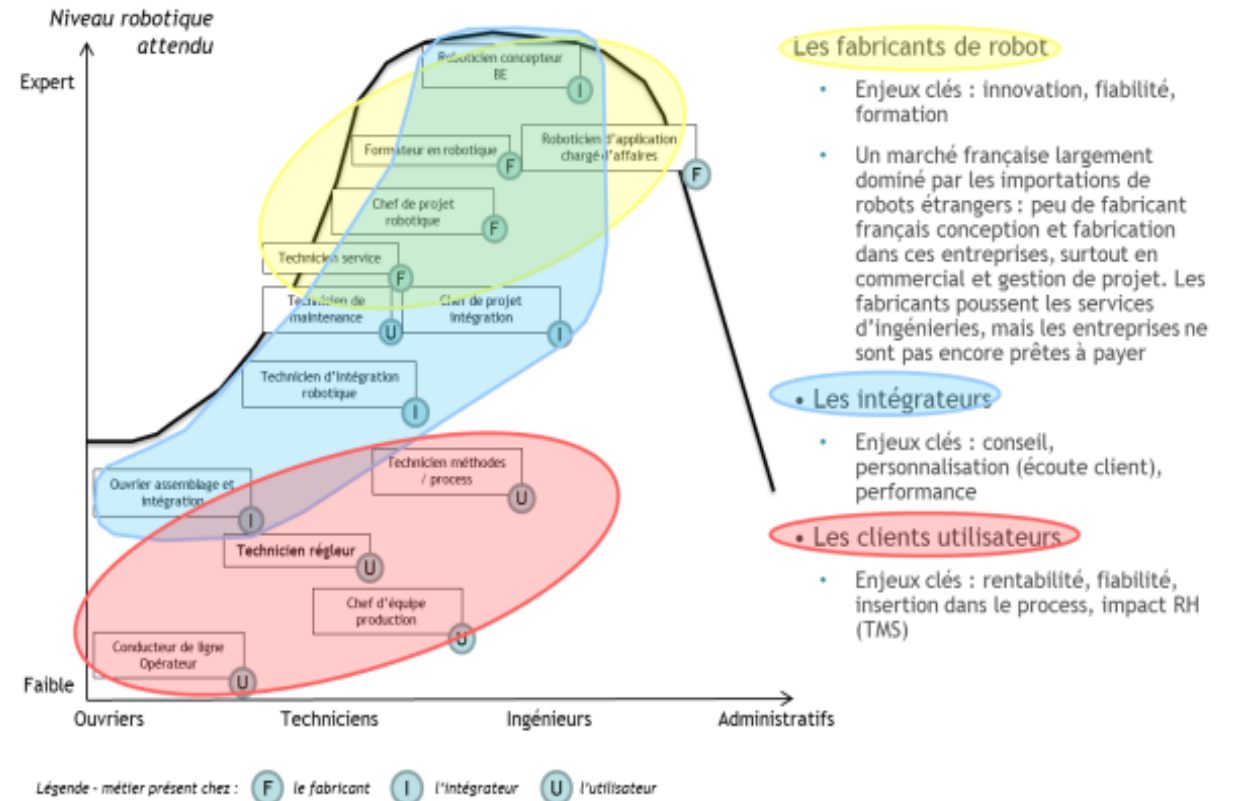 Niveau robotique
attendu
Expert
Roboticien concepteur
BE
I
Formateur en robotique
F
Roboticien d'application
chargé d'affaires
F
Chef de projet
robotique
F
Technicien service
F
Technicien de
maintenance
U
Chef de projet
intégration
I
Technicien d'intégration
robotique
I
Technicien méthodes
/ process
U
Ouvrier assemblage et
intégration
I
Technicien régleur
U
Chef d'équipe
production
U
Conducteur de ligne
Opérateur
U
Faible
Ouvriers
Techniciens
Ingénieurs
Administratifs
Légende - métier présent chez :
F le fabricant
I l'intégrateur
U l'utilisateur
Les fabricants de robot
• Enjeux clés : innovation, fiabilité,
formation
• Un marché française largement
dominé par les importations de
robots étrangers : peu de fabricant
français conception et fabrication
dans ces entreprises, surtout en
commercial et gestion de projet. Les
fabricants poussent les services
d'ingénieries, mais les entreprises ne
sont pas encore prêtes à payer
• Les intégrateurs
• Enjeux clés : conseil,
personnalisation (écoute client),
performance
• Les clients utilisateurs
• Enjeux clés : rentabilité, fiabilité,
insertion dans le process, impact RH
(TMS)